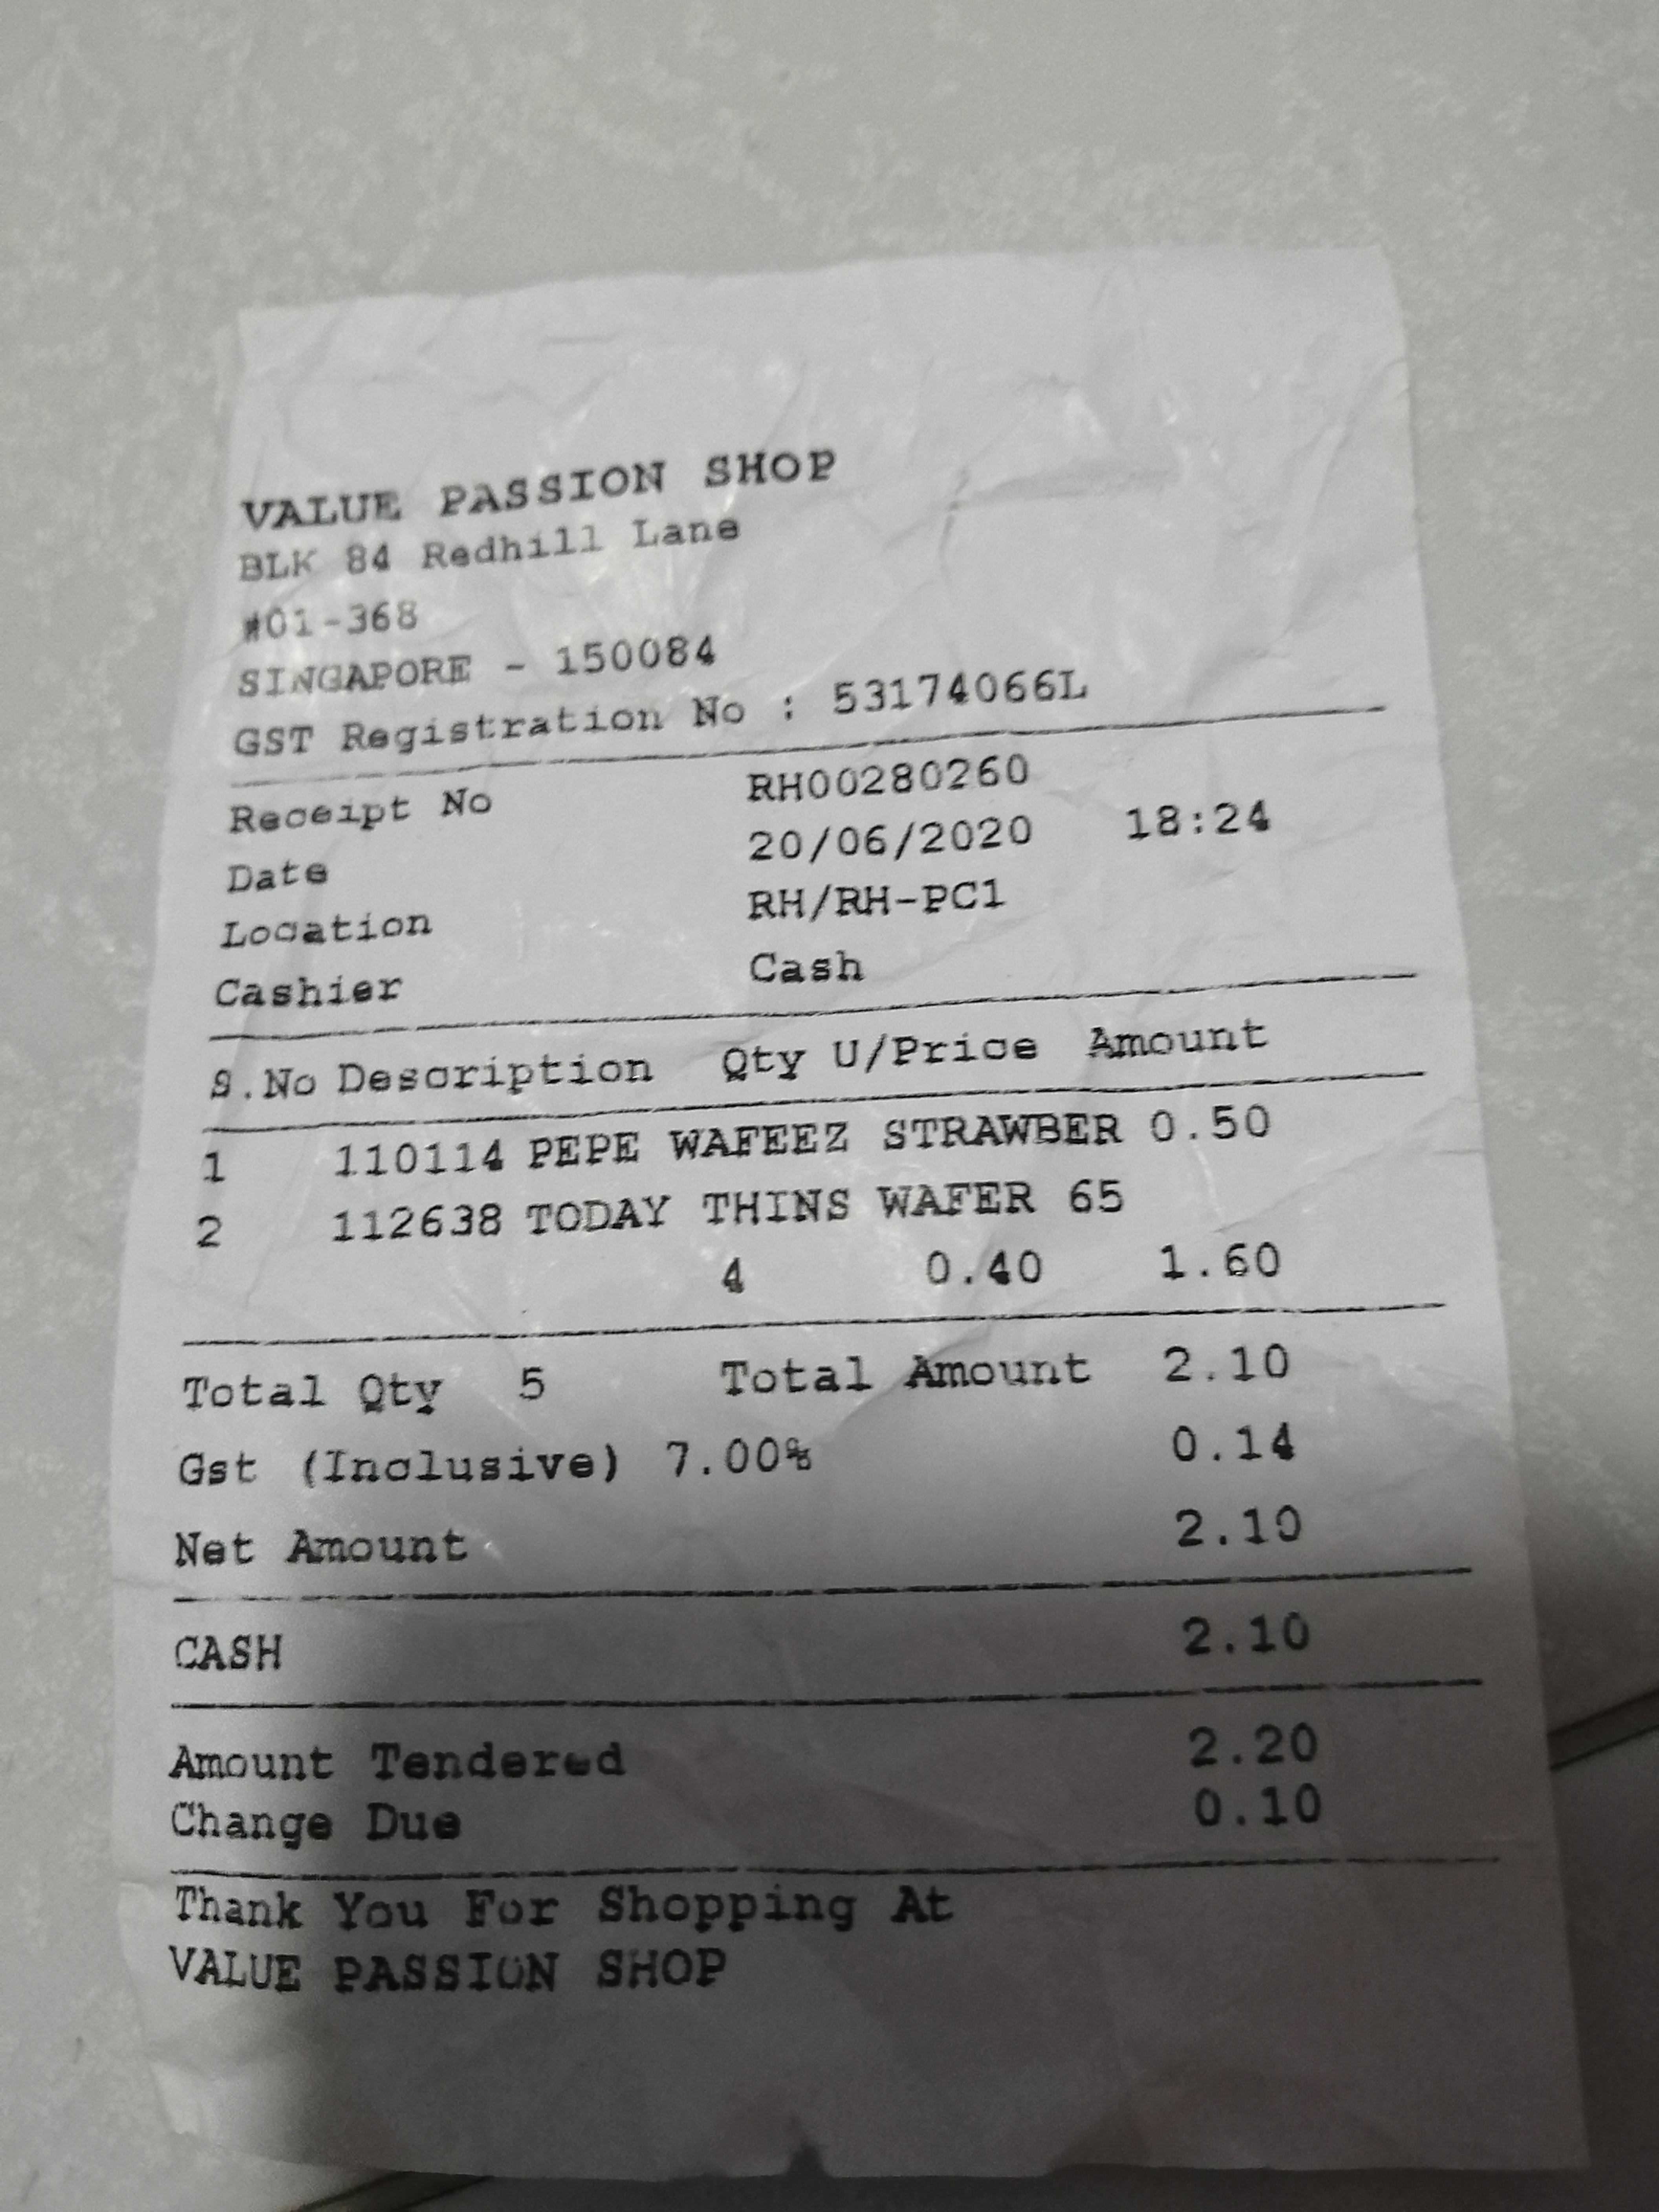 VALUE PASSION SHOP
BLK 84 Redhill Lane
#01-368
SINGAPORE - 150084
GST Registration No : 53174066L
Receipt No RH00280260
Date 20/06/2020 18:24
Location RH/RH-PC1
Cashier Cash
S.No Description Qty U/Price Amount
1 110114 PEPE WAFEEZ STRAWBER 0.50
2 112638 TODAY THINS WAFER 65
4 0.40 1.60
Total Qty 5 Total Amount 2.10
Gst (Inclusive) 7.00% 0.14
Net Amount 2.10
CASH 2.10
Amount Tendered 2.20
Change Due 0.10
Thank You For Shopping At
VALUE PASSION SHOP